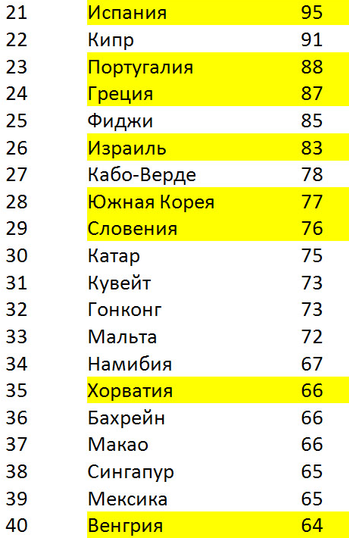 21 Испания 95
22 Кипр 91
23 Португалия 88
24 Греция 87
25 Фиджи 85
26 Израиль 83
27 Кабо-Верде 78
28 Южная Корея 77
29 Словения 76
30 Катар 75
31 Кувейт 73
32 Гонконг 73
33 Мальта 72
34 Намибия 67
35 Хорватия 66
36 Бахрейн 66
37 Макао 66
38 Сингапур 65
39 Мексика 65
40 Венгрия 64